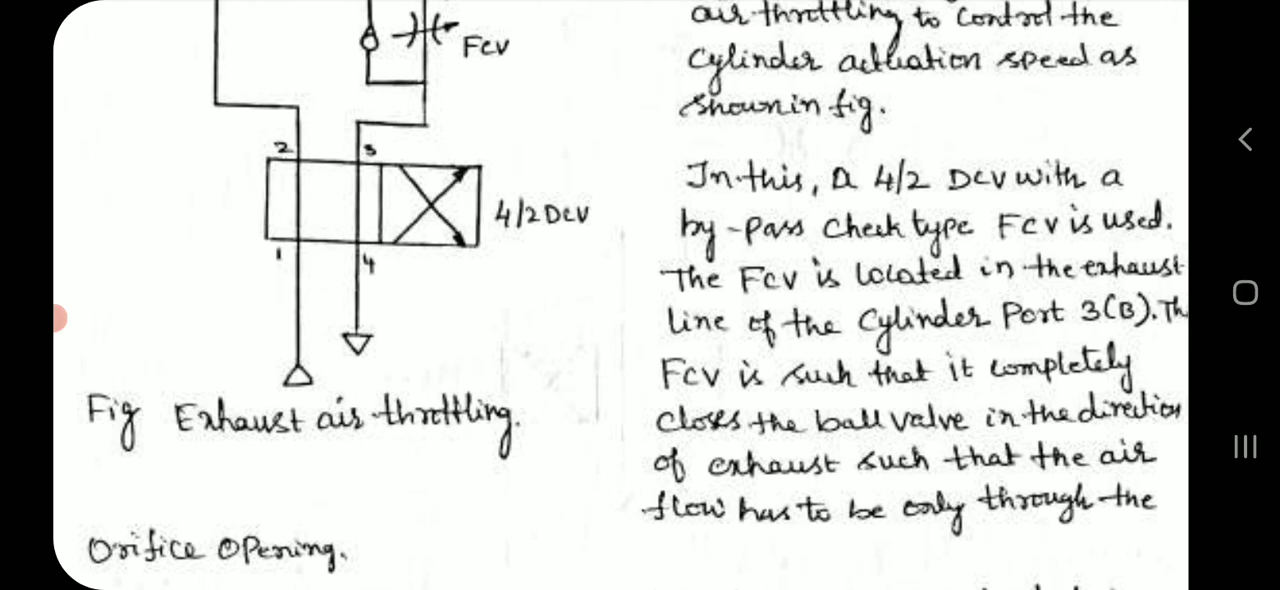 air throttling to control the
Cylinder actuation speed as
shown in fig.
Fcv
2 3
4/2 Dcv
1 4
In this, a 4/2 Dcv with a
by-pass check type Fcv is used.
The Fcv is located in the exhaust
line of the Cylinder Port 3(B). Th
Fcv is such that it completely
closes the ball valve in the direction
of exhaust such that the air
flow has to be only through the
Fig Exhaust air throttling.
Orifice Opening.